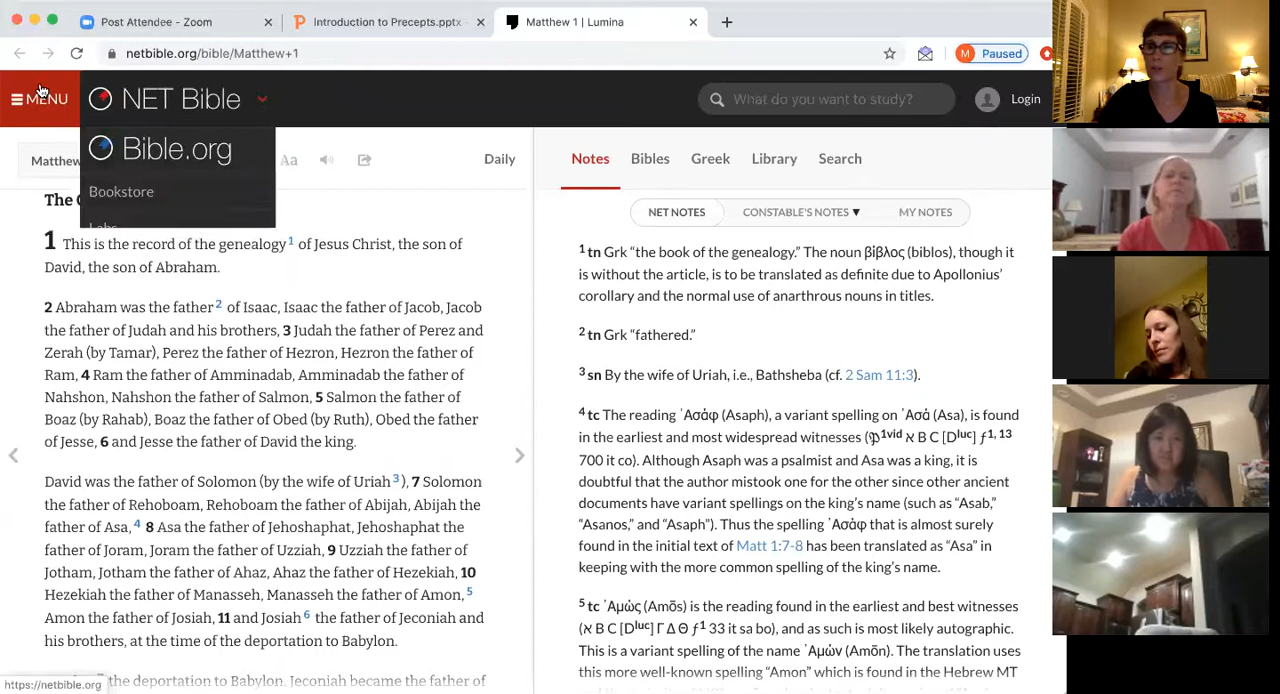 Post Attendee - Zoom
Introduction to Precepts.pptx -
Matthew 1 | Lumina
netbible.org/bible/Matthew+1
M Paused
MENU
NET Bible
What do you want to study?
Login
Bible.org
Bookstore
Labs
Matthew
Aa
Daily
Notes Bibles Greek Library Search
NET NOTES CONSTABLE'S NOTES ▼ MY NOTES
The G
1 This is the record of the genealogy 1 of Jesus Christ, the son of
David, the son of Abraham.
2 Abraham was the father 2 of Isaac, Isaac the father of Jacob, Jacob
the father of Judah and his brothers, 3 Judah the father of Perez and
Zerah (by Tamar), Perez the father of Hezron, Hezron the father of
Ram, 4 Ram the father of Amminadab, Amminadab the father of
Nahshon, Nahshon the father of Salmon, 5 Salmon the father of
Boaz (by Rahab), Boaz the father of Obed (by Ruth), Obed the father
of Jesse, 6 and Jesse the father of David the king.
David was the father of Solomon (by the wife of Uriah 3), 7 Solomon
the father of Rehoboam, Rehoboam the father of Abijah, Abijah the
father of Asa, 4 8 Asa the father of Jehoshaphat, Jehoshaphat the
father of Joram, Joram the father of Uzziah, 9 Uzziah the father of
Jotham, Jotham the father of Ahaz, Ahaz the father of Hezekiah, 10
Hezekiah the father of Manasseh, Manasseh the father of Amon, 5
Amon the father of Josiah, 11 and Josiah 6 the father of Jeconiah and
his brothers, at the time of the deportation to Babylon.
the deportation to Babylon, Jeconiah became the father of
https://netbible.org
1 tn Grk “the book of the genealogy.” The noun βίβλος (biblos), though it
is without the article, is to be translated as definite due to Apollonius’
corollary and the normal use of anarthrous nouns in titles.
2 tn Grk “fathered.”
3 sn By the wife of Uriah, i.e., Bathsheba (cf. 2 Sam 11:3).
4 tc The reading ᾿Ασάφ (Asaph), a variant spelling on ᾿Ασά (Asa), is found
in the earliest and most widespread witnesses (𝔓1vid א B C [Dluc] ƒ1, 13
700 it co). Although Asaph was a psalmist and Asa was a king, it is
doubtful that the author mistook one for the other since other ancient
documents have variant spellings on the king’s name (such as “Asab,”
“Asanos,” and “Asaph”). Thus the spelling ᾿Ασάφ that is almost surely
found in the initial text of Matt 1:7-8 has been translated as “Asa” in
keeping with the more common spelling of the king’s name.
5 tc ᾿Αμώς (Amōs) is the reading found in the earliest and best witnesses
(א B C [Dluc] Γ Δ Θ ƒ1 33 it sa bo), and as such is most likely autographic.
This is a variant spelling of the name ᾿Αμών (Amōn). The translation uses
this more well-known spelling “Amon” which is found in the Hebrew MT